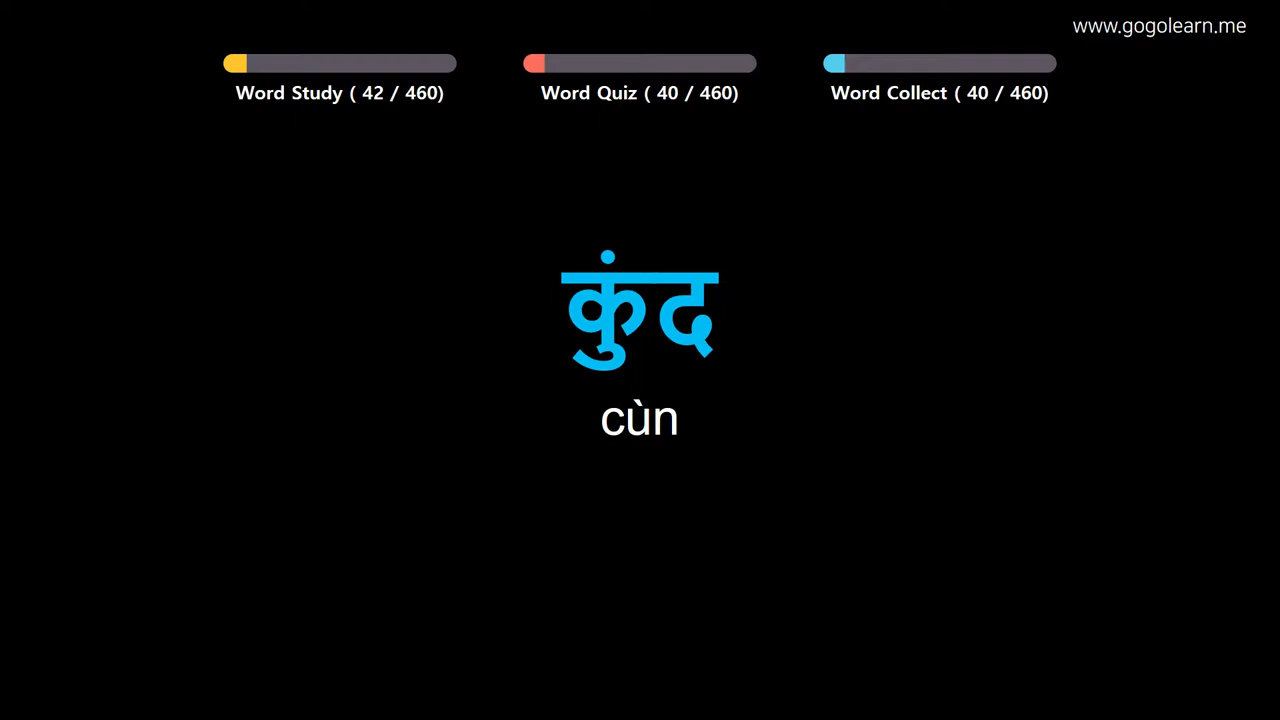 www.gogolearn.me
Word Study ( 42 / 460)
Word Quiz ( 40 / 460)
Word Collect ( 40 / 460)
कुंद
cùn